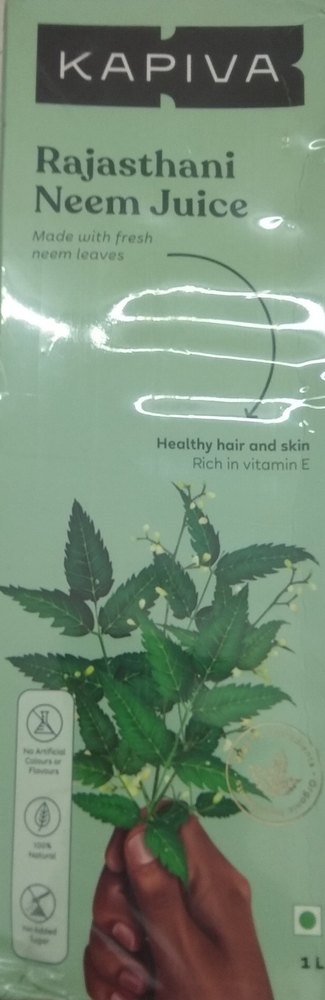 KAPIVA
Rajasthani
Neem Juice
Made with fresh
neem leaves
Healthy hair and skin
Rich in vitamin E
No Artificial
Colours or
Flavours
100%
Natural
No Added
Sugar
1 L